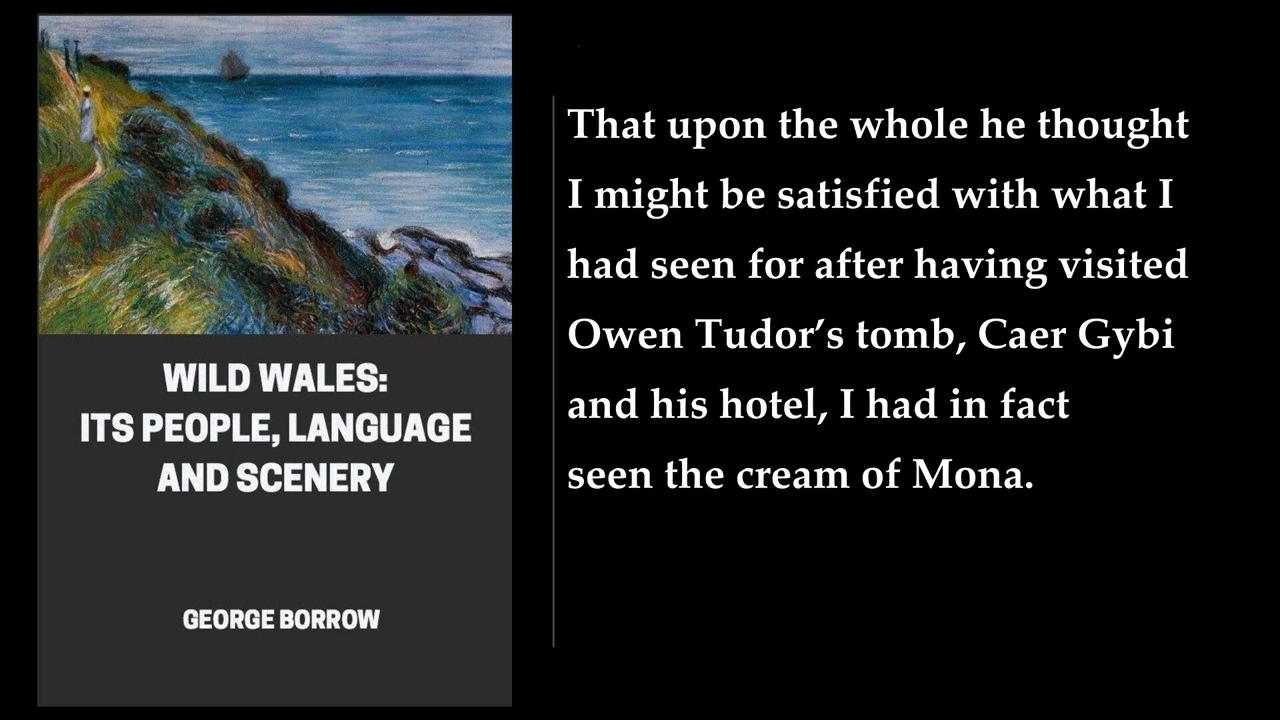 WILD WALES:
ITS PEOPLE, LANGUAGE
AND SCENERY
GEORGE BORROW
That upon the whole he thought
I might be satisfied with what I
had seen for after having visited
Owen Tudor’s tomb, Caer Gybi
and his hotel, I had in fact
seen the cream of Mona.